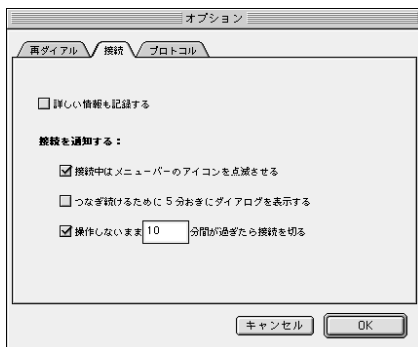 オプション
再ダイアル 接続 プロトコル
詳しい情報も記録する
接続を通知する：
接続中はメニューバーのアイコンを点滅させる
つなぎ続けるために 5 分おきにダイアログを表示する
操作しないまま 10 分間が過ぎたら接続を切る
キャンセル OK